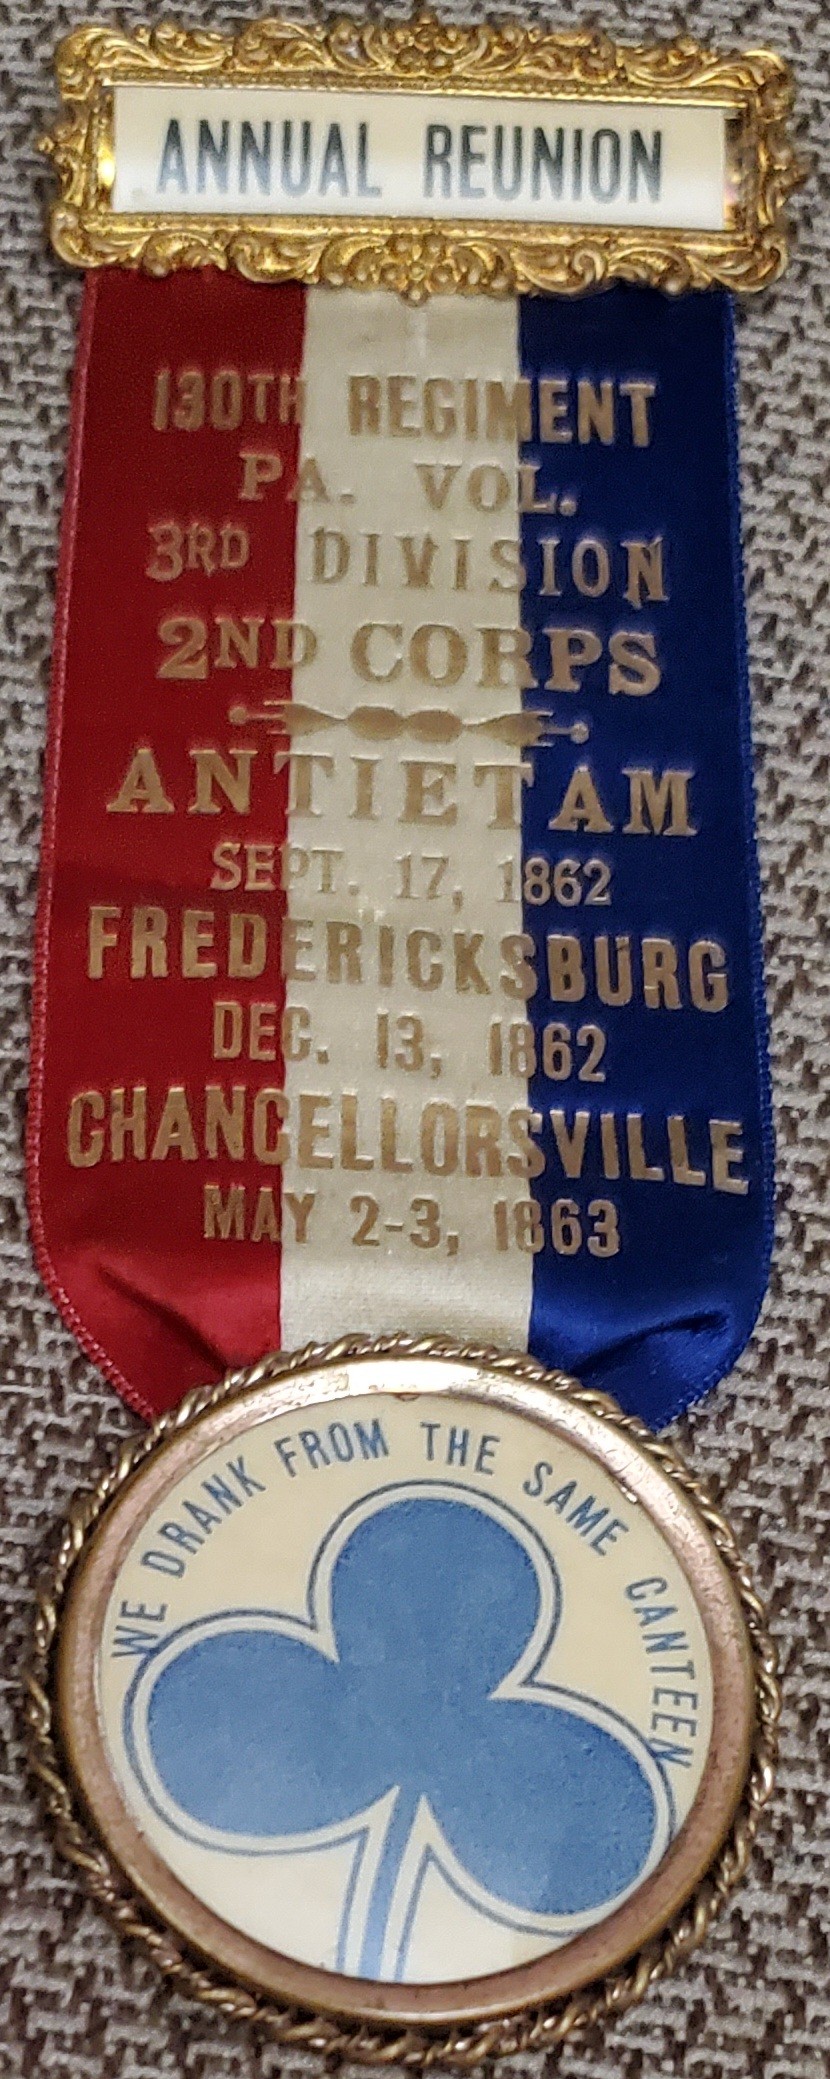 ANNUAL REUNION
130TH REGIMENT
PA. VOL.
3RD DIVISION
2ND CORPS
ANTIETAM
SEPT. 17, 1862
FREDERICKSBURG
DEC. 13, 1862
CHANCELLORSVILLE
MAY 2-3, 1863
WE DRANK FROM THE SAME CANTEEN